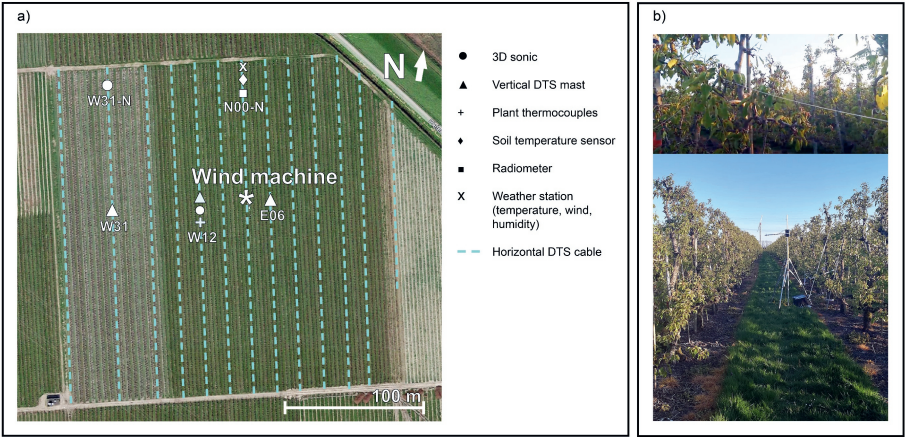 a)
N
W31-N
N00-N
Wind machine
W31
W12
E06
100 m
3D sonic
Vertical DTS mast
Plant thermocouples
Soil temperature sensor
Radiometer
X Weather station
(temperature, wind,
humidity)
Horizontal DTS cable
b)